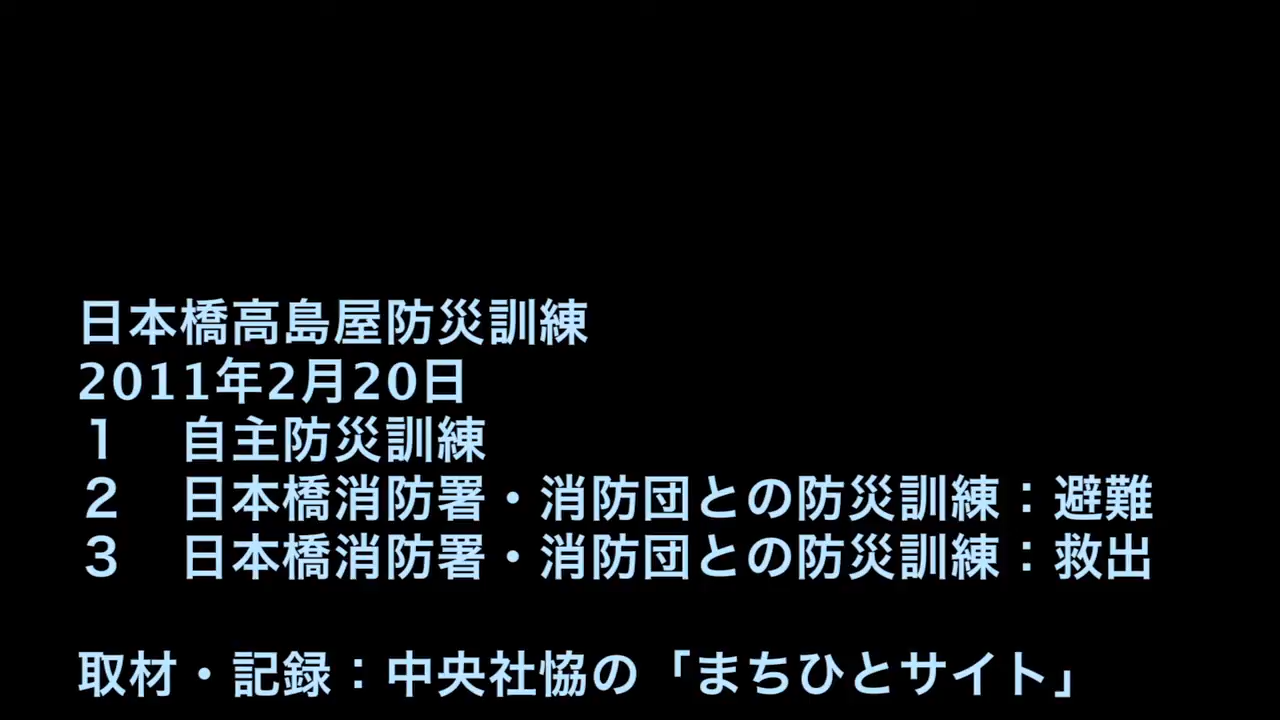 日本橋高島屋防災訓練
2011年2月20日
１　自主防災訓練
２　日本橋消防署・消防団との防災訓練：避難
３　日本橋消防署・消防団との防災訓練：救出
取材・記録：中央社協の「まちひとサイト」